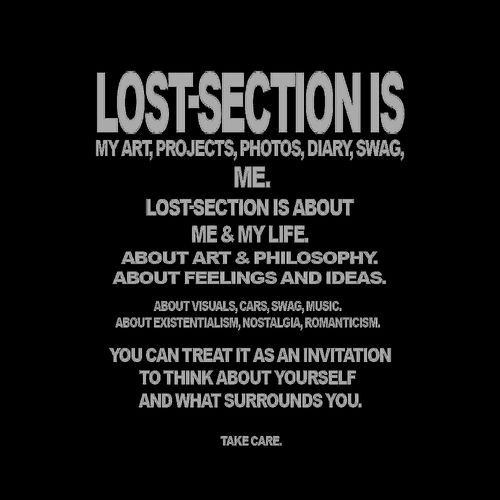 LOST-SECTION IS
MY ART, PROJECTS, PHOTOS, DIARY, SWAG,
ME.
LOST-SECTION IS ABOUT
ME & MY LIFE.
ABOUT ART & PHILOSOPHY.
ABOUT FEELINGS AND IDEAS.
ABOUT VISUALS, CARS, SWAG, MUSIC.
ABOUT EXISTENTIALISM, NOSTALGIA, ROMANTICISM.
YOU CAN TREAT IT AS AN INVITATION
TO THINK ABOUT YOURSELF
AND WHAT SURROUNDS YOU.
TAKE CARE.